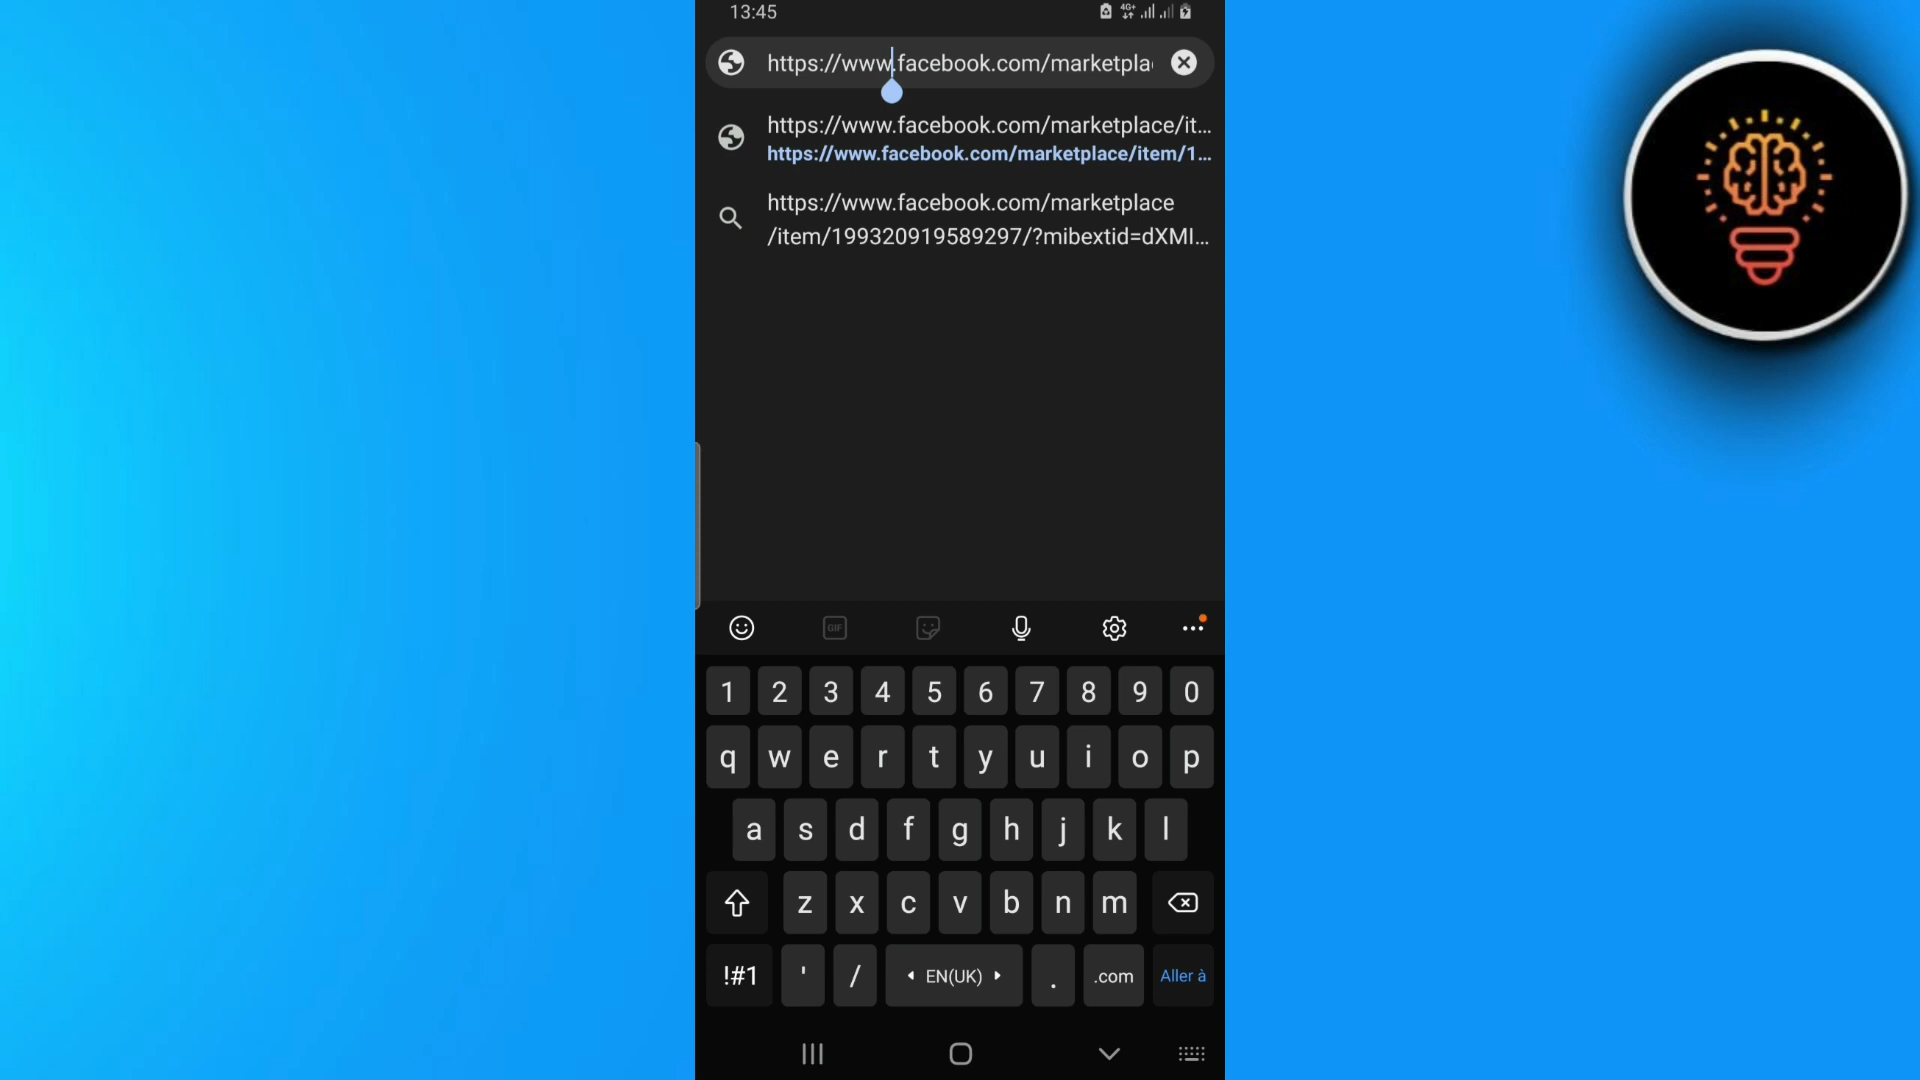 13:45
4G+
https://www.facebook.com/marketpla
https://www.facebook.com/marketplace/it...
https://www.facebook.com/marketplace/item/1...
https://www.facebook.com/marketplace
/item/199320919589297/?mibextid=dXMI...
GIF
1 2 3 4 5 6 7 8 9 0
q w e r t y u i o p
a s d f g h j k l
z x c v b n m
!#1 ' / EN(UK) . .com Aller à